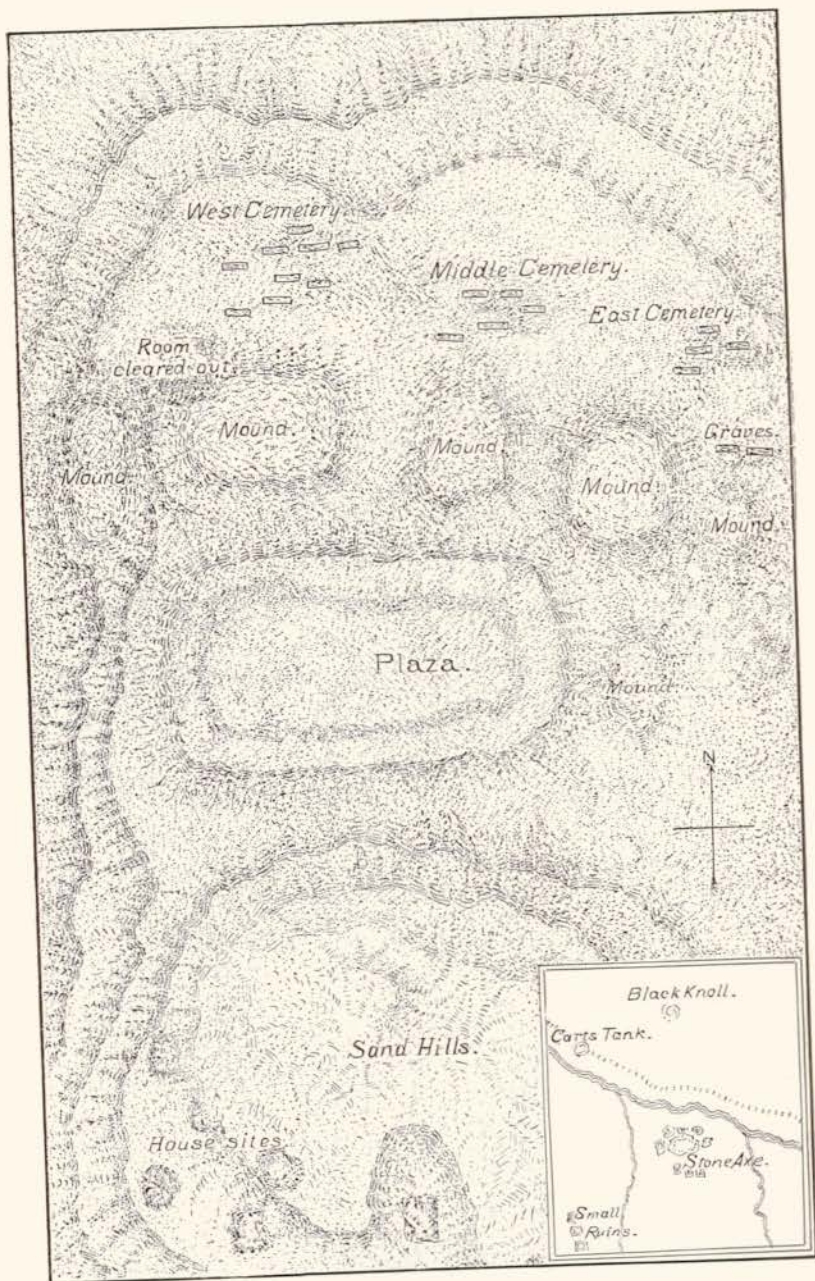 West Cemetery.
Middle Cemetery.
East Cemetery.
Room
cleared out.
Mound.
Mound.
Graves.
Mound
Mound
Mound.
Plaza.
Mound.
N
Sand Hills.
House sites.
Black Knoll.
Carrs Tank.
Stone Axe.
Small
Ruins.